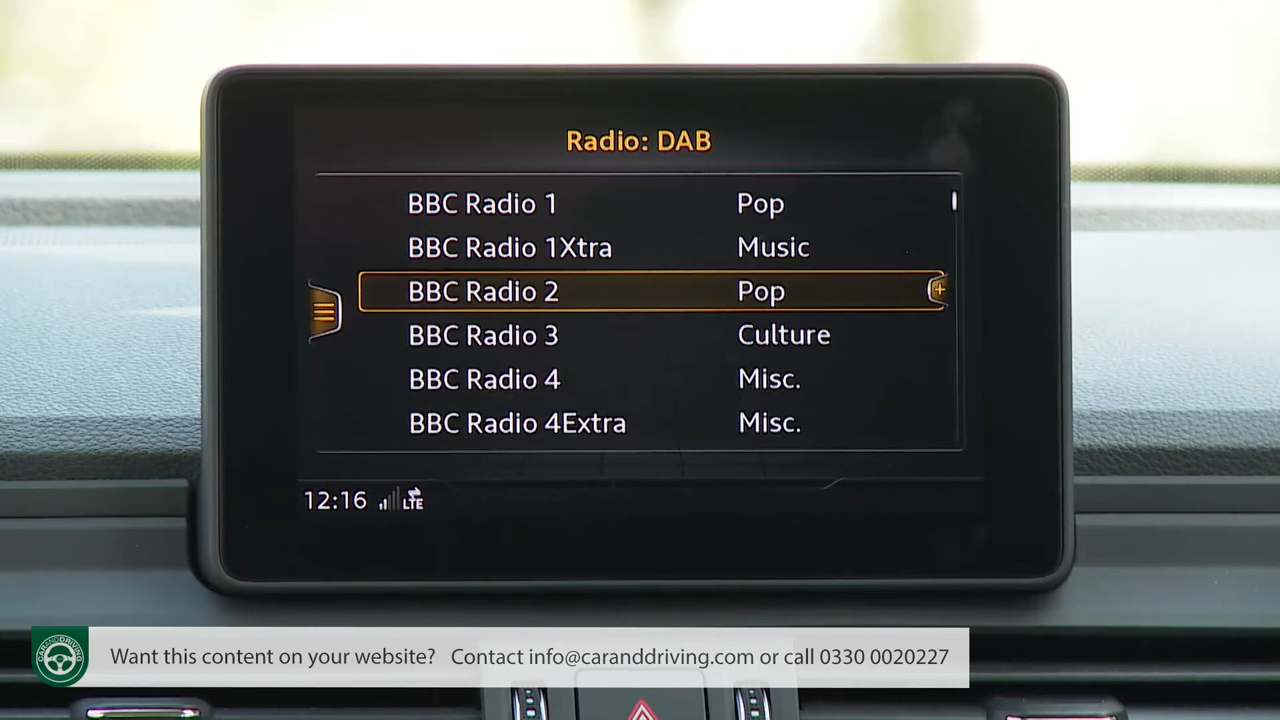 Radio: DAB
BBC Radio 1 Pop
BBC Radio 1Xtra Music
BBC Radio 2 Pop
BBC Radio 3 Culture
BBC Radio 4 Misc.
BBC Radio 4Extra Misc.
12:16 LTE
CARANDDRIVING
Want this content on your website? Contact info@caranddriving.com or call 0330 0020227